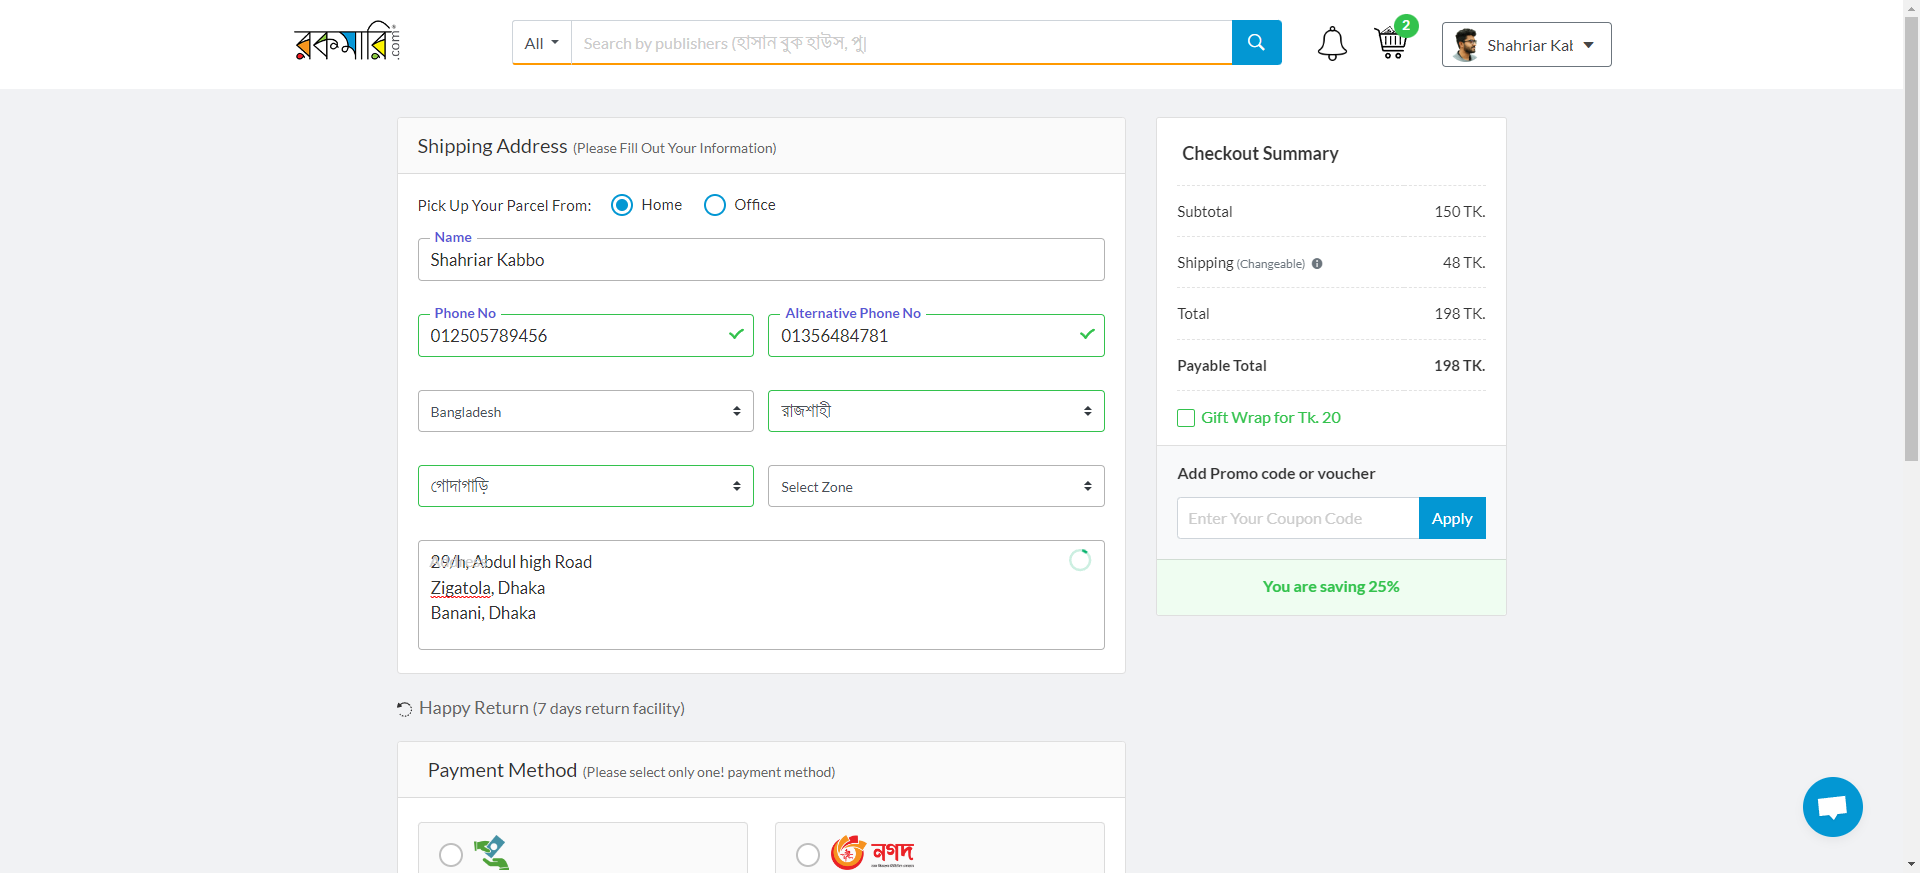 রকমারি.com
All
Search by publishers (হাসান বুক হাউস, পু|
2
Shahriar Kab
Shipping Address (Please Fill Out Your Information)
Pick Up Your Parcel From:
Home
Office
Name
Shahriar Kabbo
Phone No
012505789456
Alternative Phone No
01356484781
Bangladesh
রাজশাহী
গোদাগাড়ি
Select Zone
29/h, Abdul high Road
Zigatola, Dhaka
Banani, Dhaka
Happy Return (7 days return facility)
Payment Method (Please select only one! payment method)
নগদ
Checkout Summary
Subtotal 150 TK.
Shipping (Changeable) 48 TK.
Total 198 TK.
Payable Total 198 TK.
Gift Wrap for Tk. 20
Add Promo code or voucher
Enter Your Coupon Code
Apply
You are saving 25%